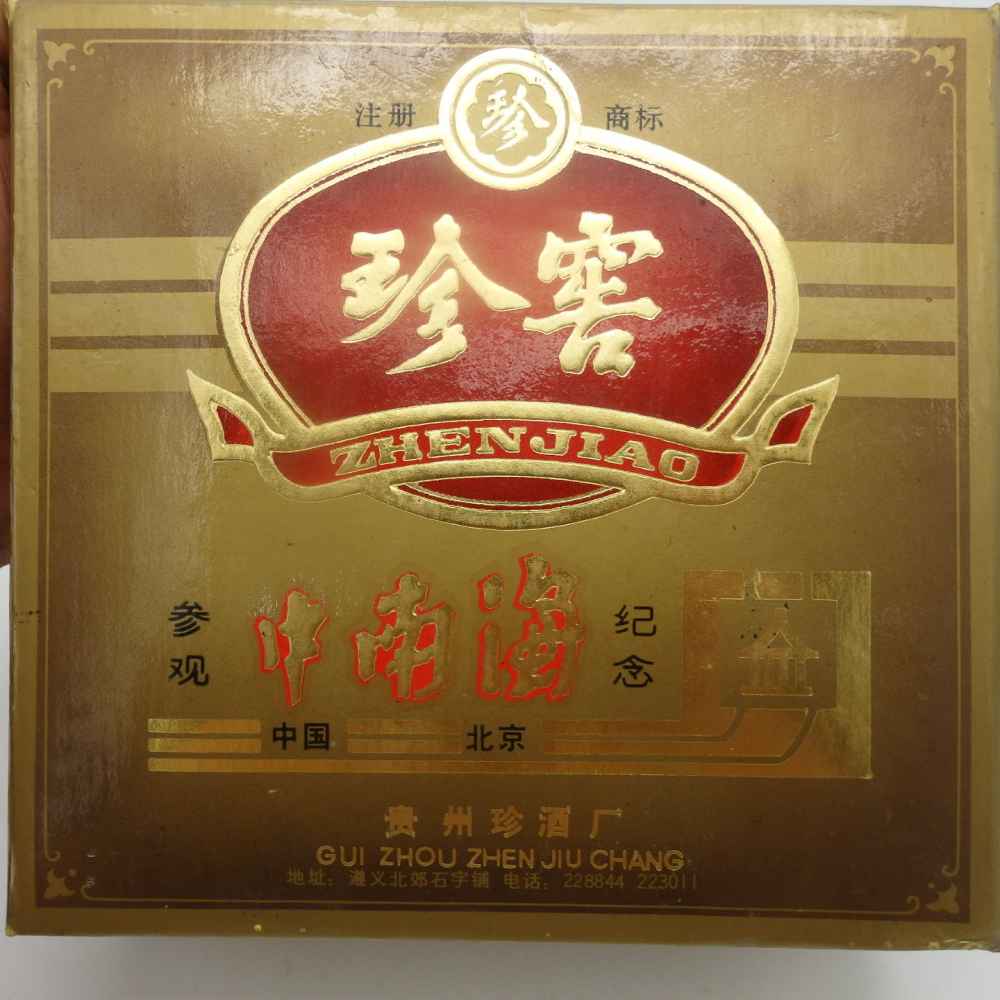 注册 珍 商标
珍窖
ZHENJIAO
参观 中南海 纪念
中国 北京
贵州珍酒厂
GUI ZHOU ZHEN JIU CHANG
地址：遵义北郊石字铺 电话：228844 223011